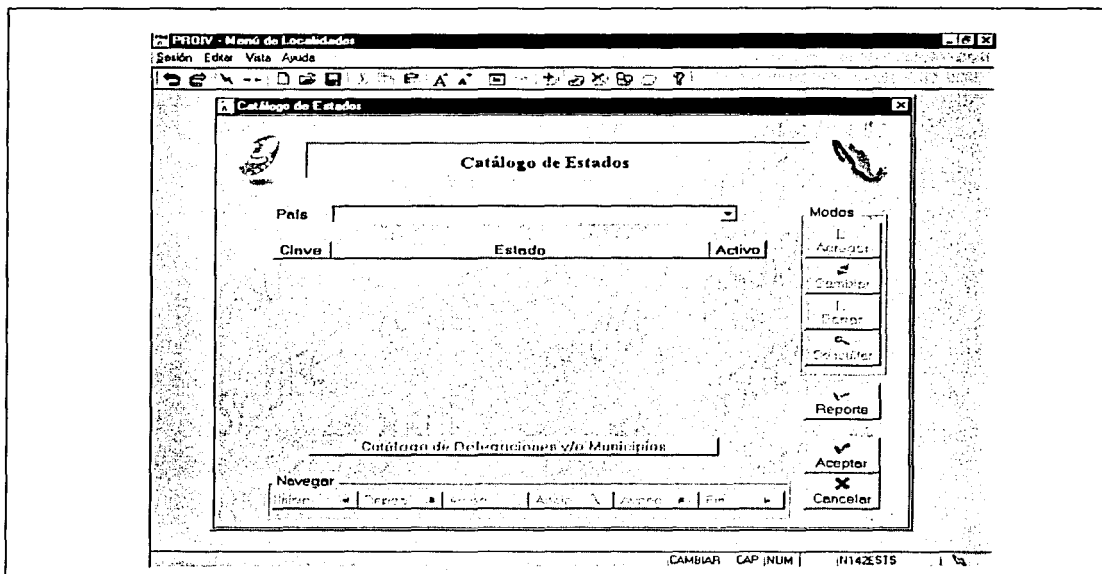 PROIV - Menú de Localidades
Sesión Editar Vista Ayuda
Catálogo de Estados
Catálogo de Estados
País
Modos
Clave Estado Activo
Agregar
Cambiar
Borrar
Consultar
Reporte
Catálogo de Delegaciones y/o Municipios
Aceptar
Navegar
Cancelar
Fin
CAMBIAR CAP NUM N142ESTS